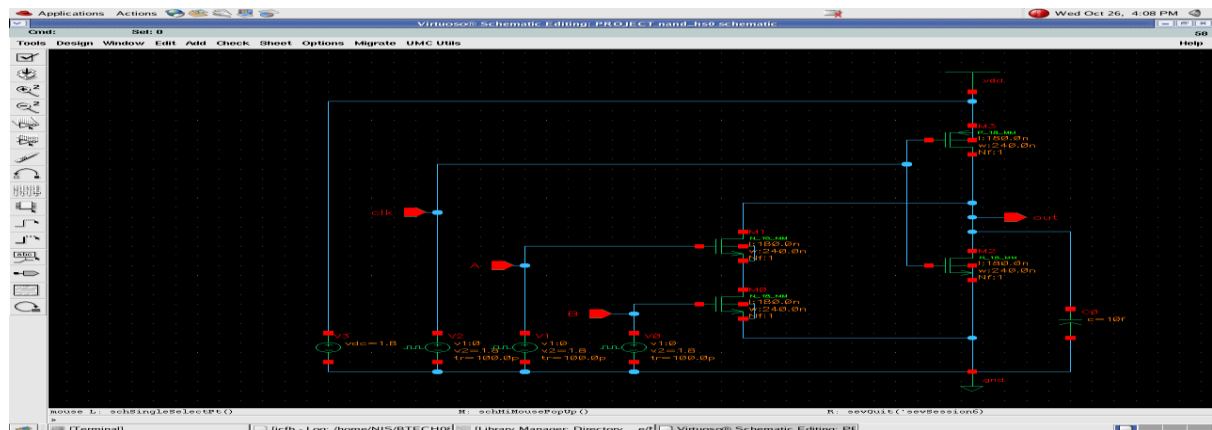 Applications Actions Wed Oct 26, 4:08 PM
Virtuoso® Schematic Editing: PROJECT nand_hs0 schematic
Cmd: Sel: 0 58
Tools Design Window Edit Add Check Sheet Options Migrate UMC Utils Help
vdd
M3
P_18_MM
l:180.0n
w:240.0n
Nf:1
clk
out
M1
N_18_MM
l:180.0n
w:240.0n
Nf:1
M2
N_18_MM
l:180.0n
w:240.0n
Nf:1
A
M0
N_18_MM
l:180.0n
w:240.0n
Nf:1
B
C0
c=10f
V3
vdc=1.8
V2
v1:0
v2=1.8
tr=100.0p
V1
v1:0
v2=1.8
tr=100.0p
V0
v1:0
v2=1.8
tr=100.0p
gnd
mouse L: schSingleSelectPt() M: schHiMousePopUp() R: sevQuit('sevSession6)
>
[Terminal] Library Manager: Directory Virtuoso® Schematic Editing: